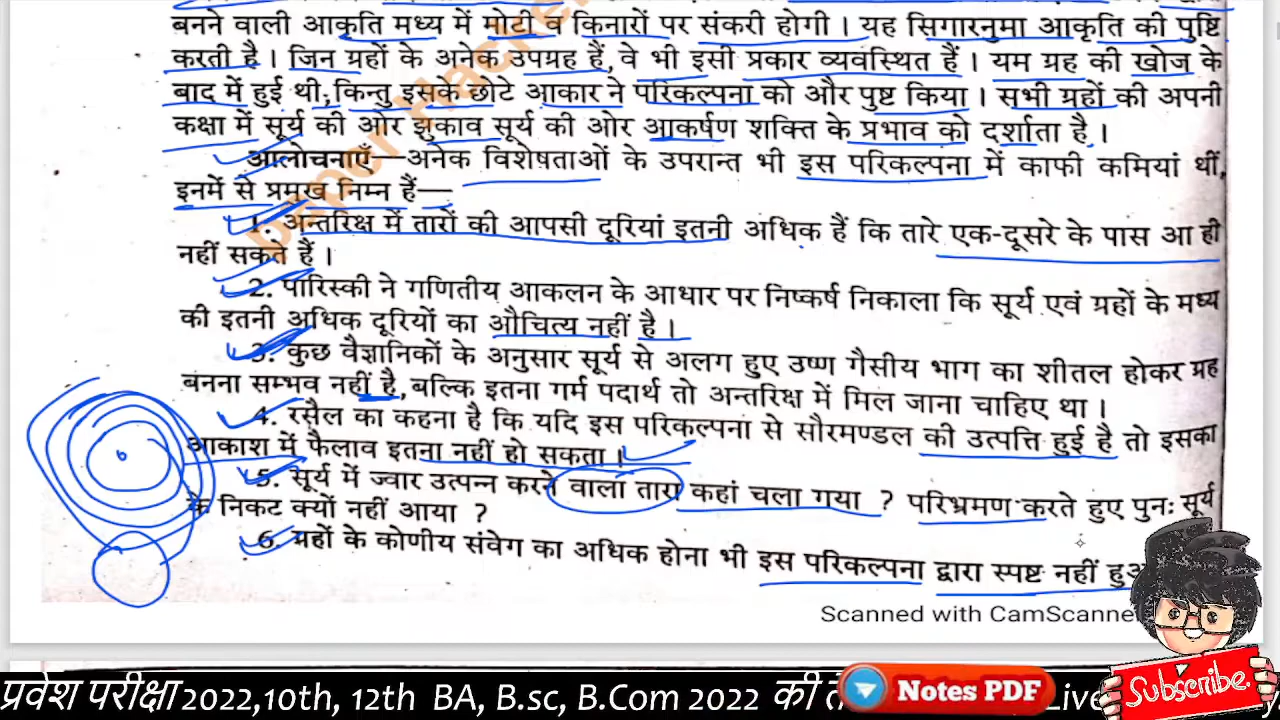 बनने वाली आकृति मध्य में मोटी व किनारों पर संकरी होगी । यह सिगारनुमा आकृति की पुष्टि
करती है । जिन ग्रहों के अनेक उपग्रह हैं, वे भी इसी प्रकार व्यवस्थित हैं । यम ग्रह की खोज के
बाद में हुई थी, किन्तु इसके छोटे आकार ने परिकल्पना को और पुष्ट किया । सभी ग्रहों की अपनी
कक्षा में सूर्य की ओर झुकाव सूर्य की ओर आकर्षण शक्ति के प्रभाव को दर्शाता है ।
आलोचनाएँ—अनेक विशेषताओं के उपरान्त भी इस परिकल्पना में काफी कमियां थीं,
इनमें से प्रमुख निम्न हैं—
1. अन्तरिक्ष में तारों की आपसी दूरियां इतनी अधिक हैं कि तारे एक-दूसरे के पास आ ही
नहीं सकते हैं ।
2. पारिस्की ने गणितीय आकलन के आधार पर निष्कर्ष निकाला कि सूर्य एवं ग्रहों के मध्य
की इतनी अधिक दूरियों का औचित्य नहीं है ।
3. कुछ वैज्ञानिकों के अनुसार सूर्य से अलग हुए उष्ण गैसीय भाग का शीतल होकर ग्रह
बनना सम्भव नहीं है, बल्कि इतना गर्म पदार्थ तो अन्तरिक्ष में मिल जाना चाहिए था ।
4. रसैल का कहना है कि यदि इस परिकल्पना से सौरमण्डल की उत्पत्ति हुई है तो इसका
आकाश में फैलाव इतना नहीं हो सकता ।
5. सूर्य में ज्वार उत्पन्न करते वाला तारा कहां चला गया ? परिभ्रमण करते हुए पुनः सूर्य
के निकट क्यों नहीं आया ?
6. ग्रहों के कोणीय संवेग का अधिक होना भी इस परिकल्पना द्वारा स्पष्ट नहीं
Scanned with CamScanne
प्रवेश परीक्षा 2022,10th, 12th BA, B.sc, B.Com 2022 की
Notes PDF
Live
Subscribe.